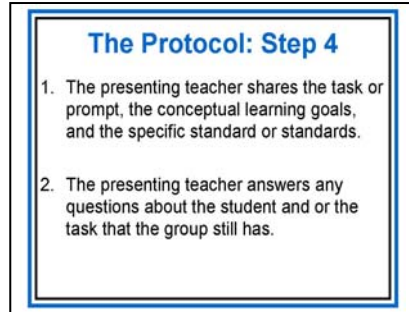 The Protocol: Step 4
1. The presenting teacher shares the task or
prompt, the conceptual learning goals,
and the specific standard or standards.
2. The presenting teacher answers any
questions about the student and or the
task that the group still has.